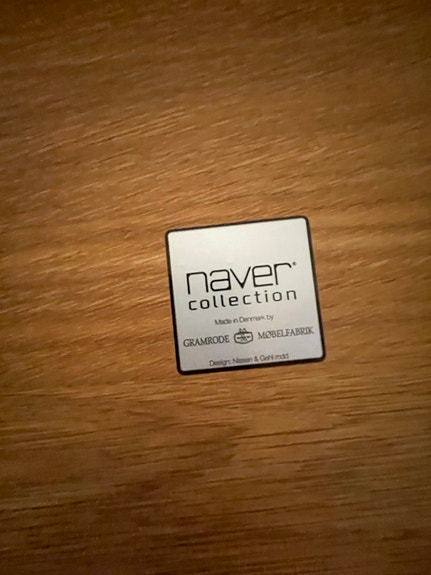 naver®
collection
Made in Denmark by
GRAMRODE MØBELFABRIK
Design: Nissen & Gehl mdd